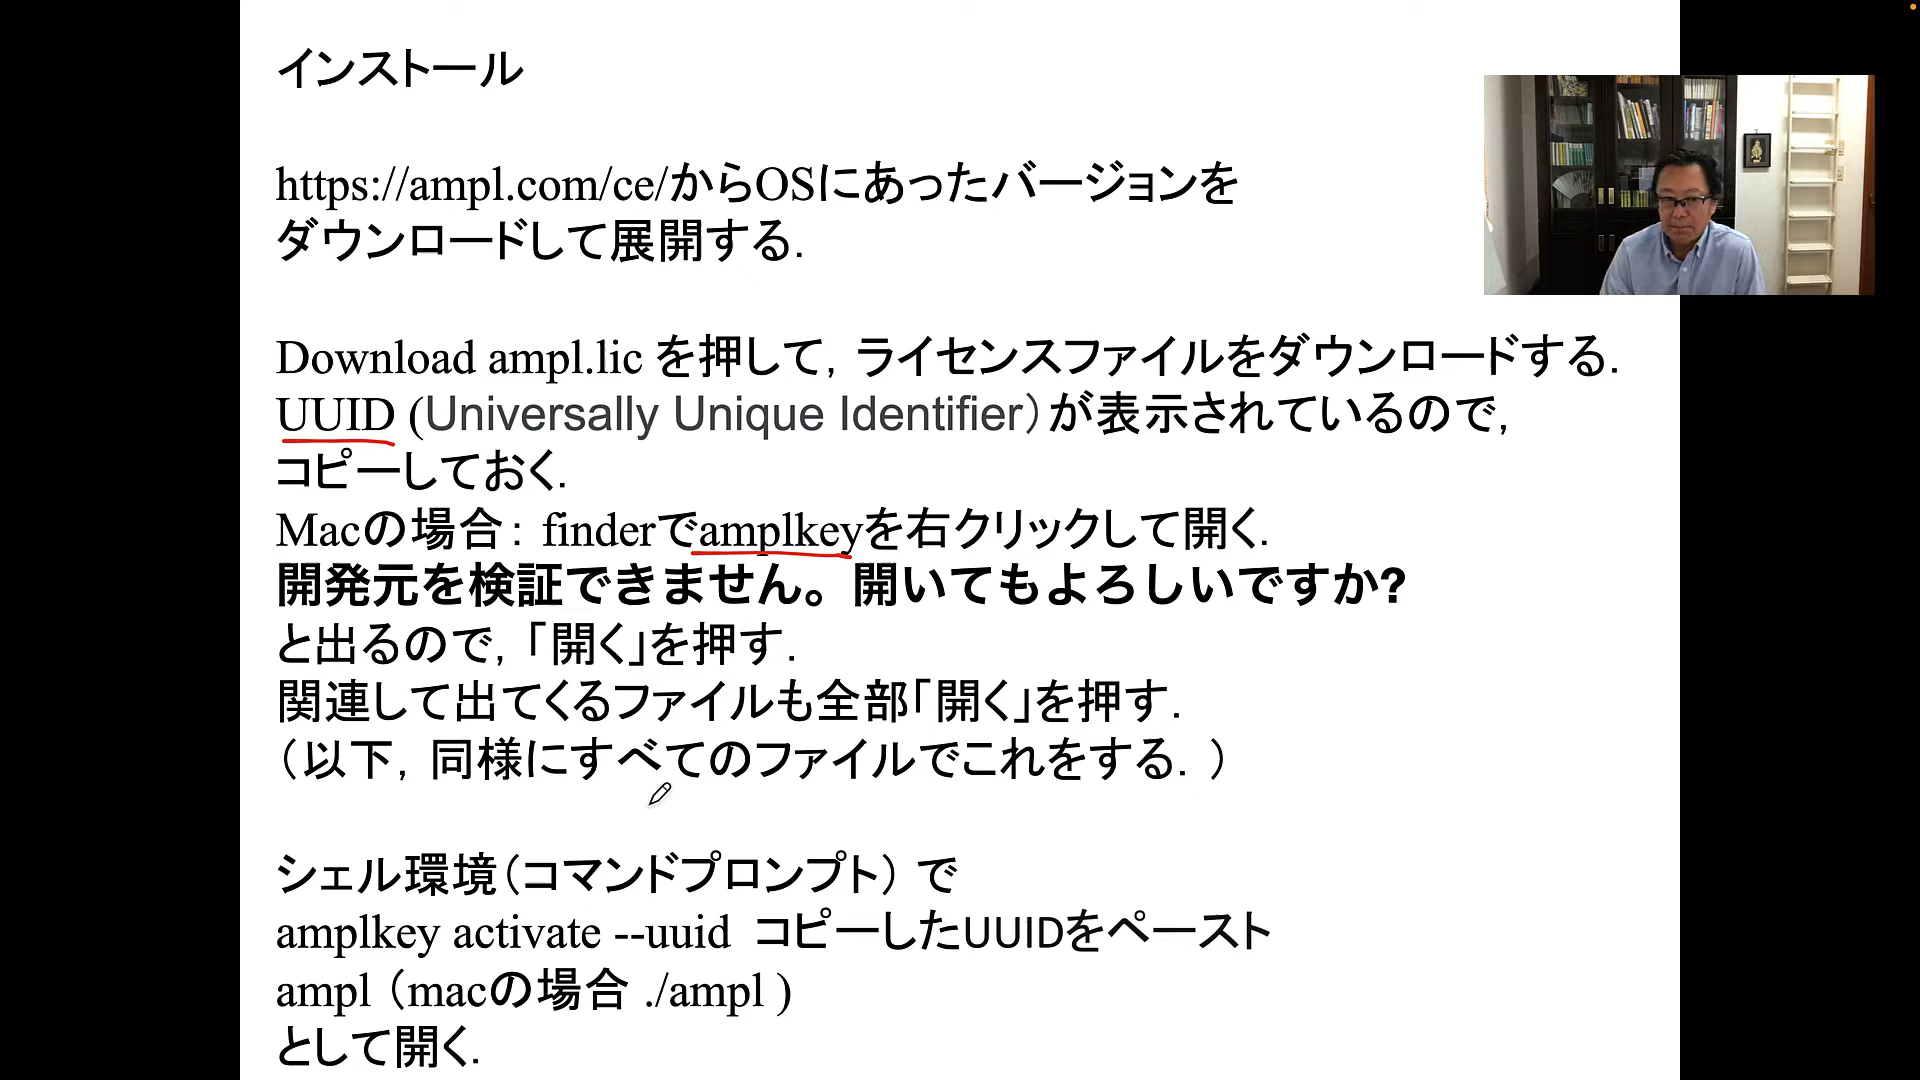 インストール
https://ampl.com/ce/からOSにあったバージョンを
ダウンロードして展開する．
Download ampl.lic を押して，ライセンスファイルをダウンロードする．
UUID (Universally Unique Identifier）が表示されているので，
コピーしておく．
Macの場合： finderでamplkeyを右クリックして開く．
開発元を検証できません。開いてもよろしいですか?
と出るので，「開く」を押す．
関連して出てくるファイルも全部「開く」を押す．
（以下，同様にすべてのファイルでこれをする．）
シェル環境（コマンドプロンプト） で
amplkey activate --uuid コピーしたUUIDをペースト
ampl （macの場合 ./ampl )
として開く．